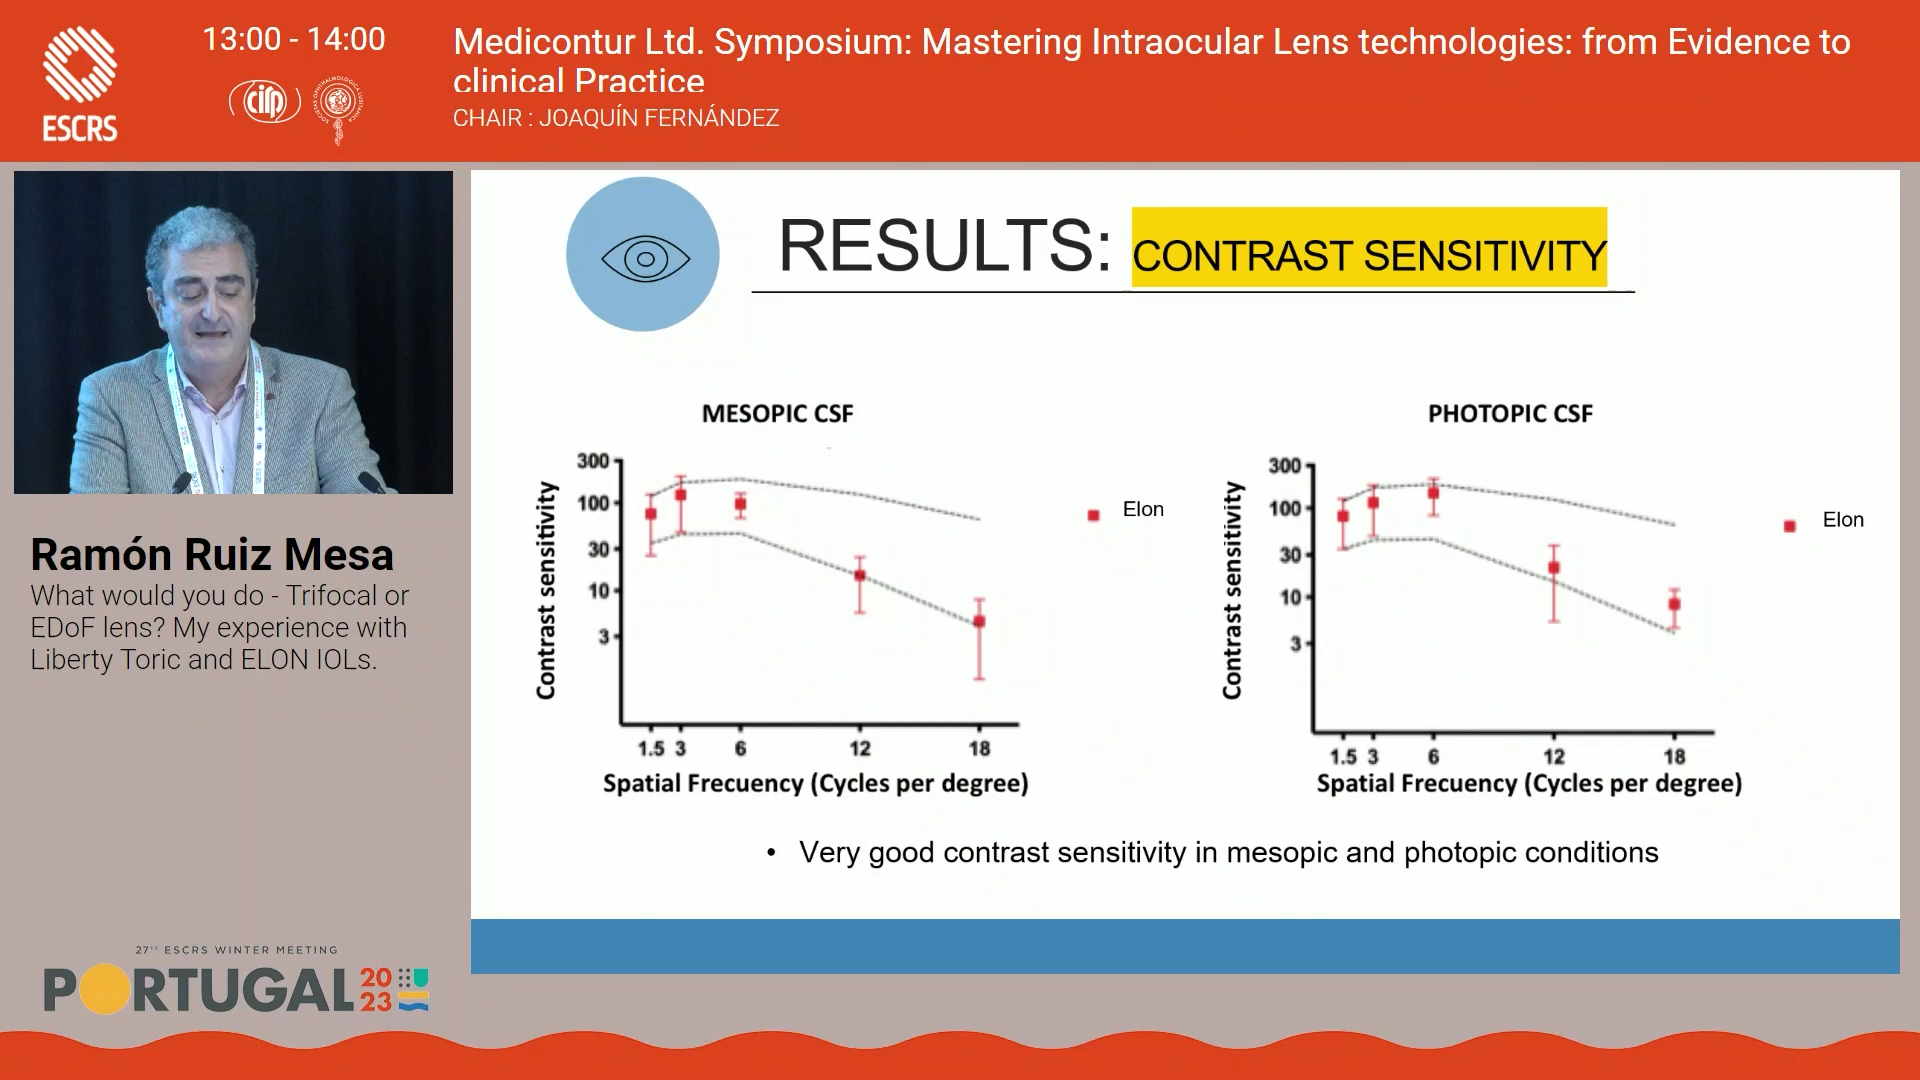 13:00 - 14:00
Medicontur Ltd. Symposium: Mastering Intraocular Lens technologies: from Evidence to
clinical Practice
CHAIR : JOAQUÍN FERNÁNDEZ
ESCRS
cirp
RESULTS: CONTRAST SENSITIVITY
MESOPIC CSF
300
100
30
10
3
Contrast sensitivity
1.5 3 6 12 18
Spatial Frecuency (Cycles per degree)
Elon
PHOTOPIC CSF
300
100
30
10
3
Contrast sensitivity
1.5 3 6 12 18
Spatial Frecuency (Cycles per degree)
Elon
• Very good contrast sensitivity in mesopic and photopic conditions
Ramón Ruiz Mesa
What would you do - Trifocal or
EDoF lens? My experience with
Liberty Toric and ELON IOLs.
27th ESCRS WINTER MEETING
PORTUGAL 2023